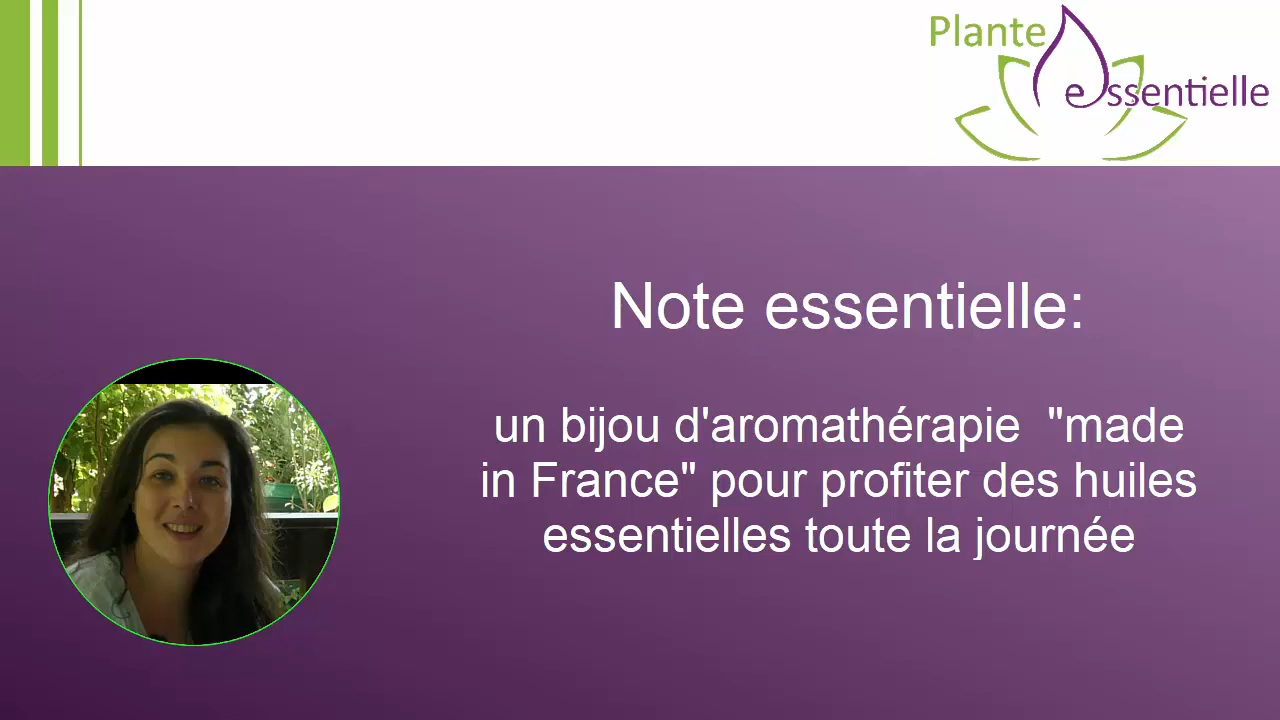 Plante
essentielle
Note essentielle:
un bijou d'aromathérapie  "made
in France" pour profiter des huiles
essentielles toute la journée